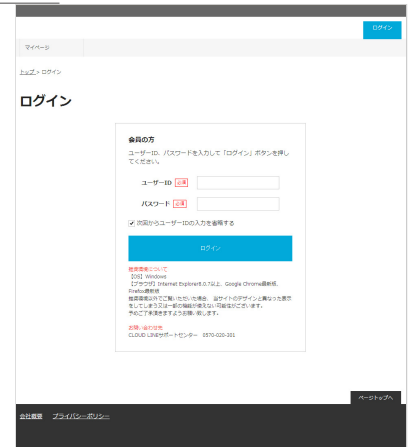 ログイン
マイページ
トップ > ログイン
ログイン
会員の方
ユーザーID、パスワードを入力して「ログイン」ボタンを押し
てください。
ユーザーID 必須
パスワード 必須
次回からユーザーIDの入力を省略する
ログイン
推奨環境について
【OS】Windows
【ブラウザ】Internet Explorer8.0.7以上、Google Chrome最新版、
Firefox最新版
推奨環境以外でご覧いただいた場合、当サイトのデザインと異なった表示
をしてしまう又は一部の機能が使えない可能性がございます。
予めご了承頂きますようお願い致します。
お問い合わせ先
CLOUD LINEサポートセンター 0570-020-301
ページトップへ
会社概要 プライバシーポリシー